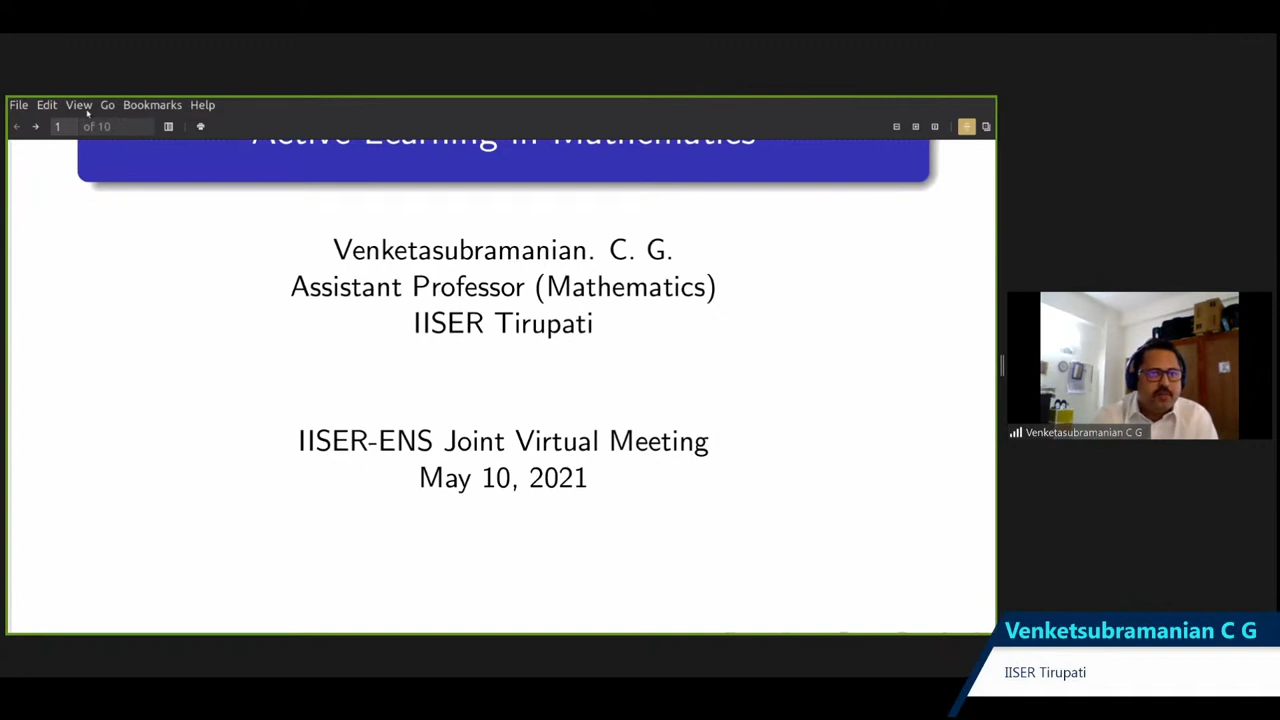 File Edit View Go Bookmarks Help
1 of 10
Active Learning in Mathematics
Venketasubramanian. C. G.
Assistant Professor (Mathematics)
IISER Tirupati
IISER-ENS Joint Virtual Meeting
May 10, 2021
Venketasubramanian C G
Venketsubramanian C G
IISER Tirupati